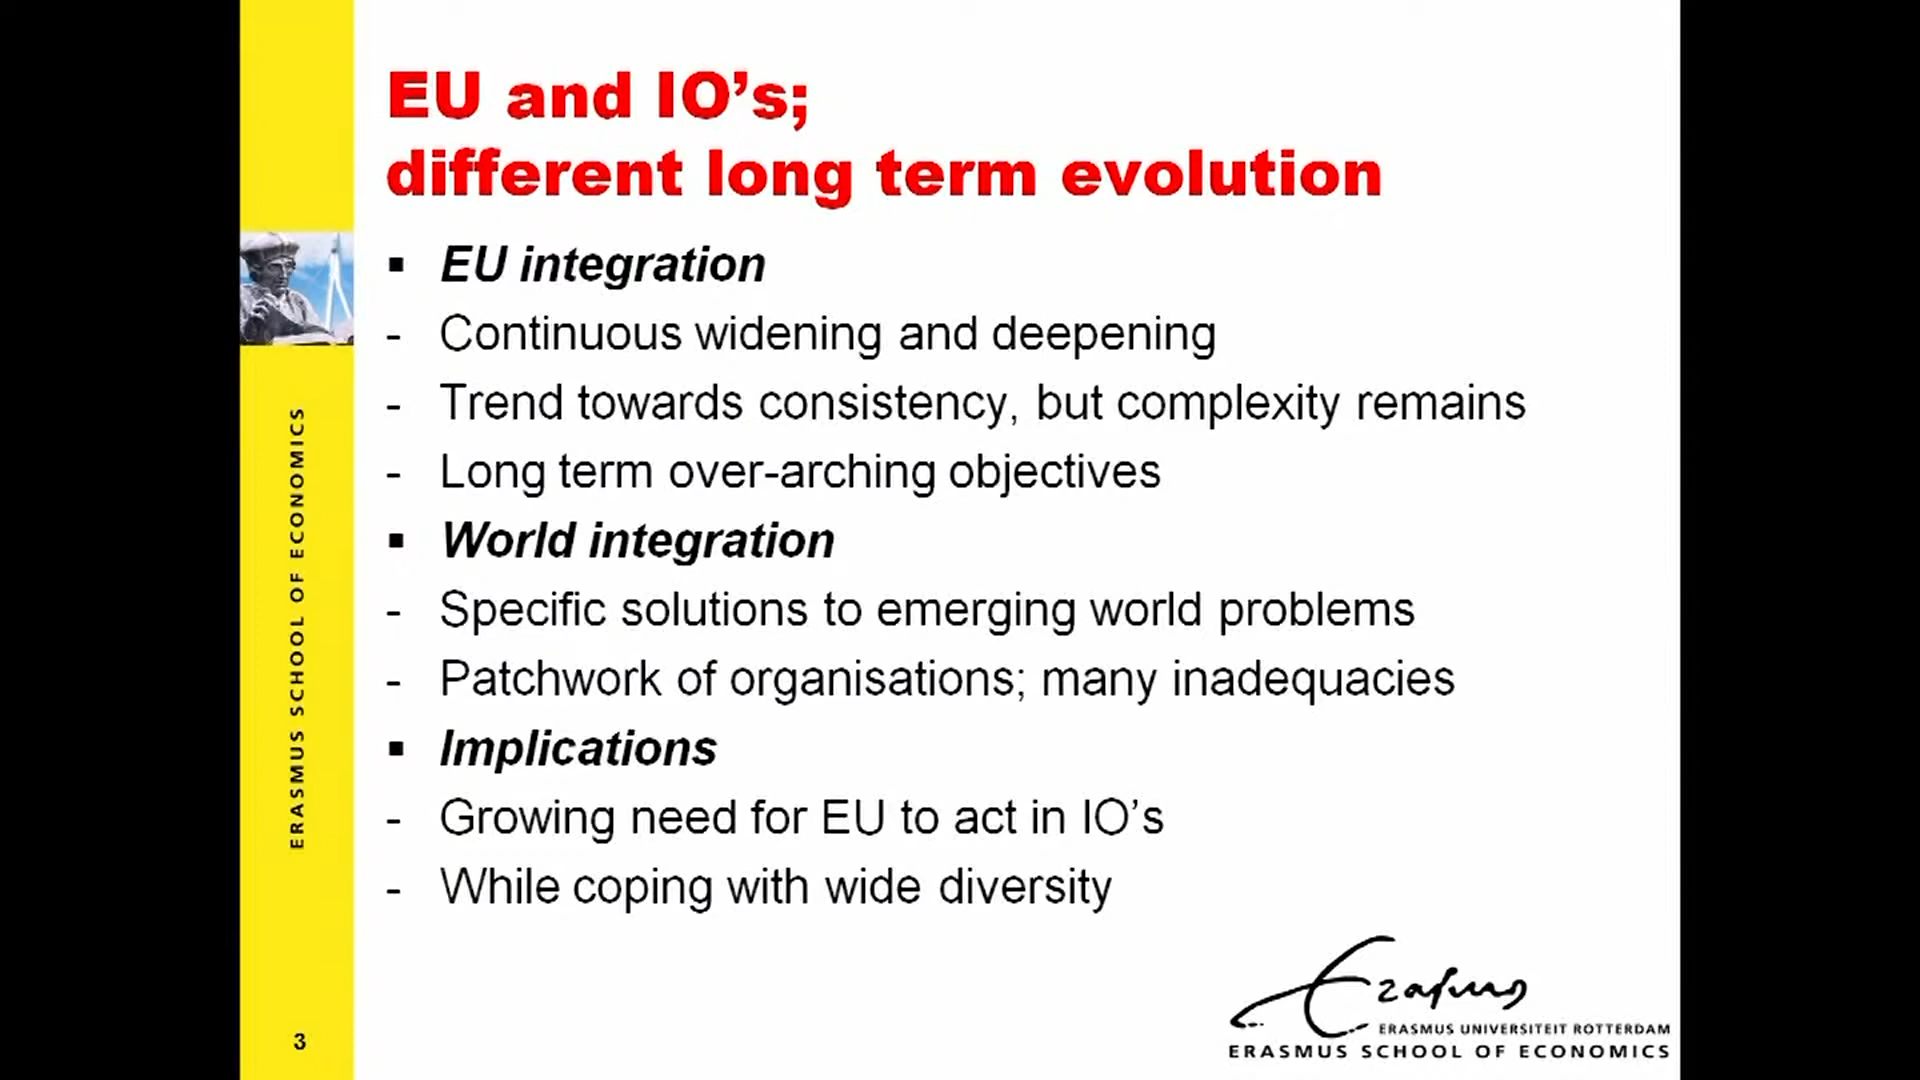 EU and IO’s;
different long term evolution
▪ EU integration
- Continuous widening and deepening
- Trend towards consistency, but complexity remains
- Long term over-arching objectives
▪ World integration
- Specific solutions to emerging world problems
- Patchwork of organisations; many inadequacies
▪ Implications
- Growing need for EU to act in IO’s
- While coping with wide diversity
ERASMUS SCHOOL OF ECONOMICS
3
Erasmus
ERASMUS UNIVERSITEIT ROTTERDAM
ERASMUS SCHOOL OF ECONOMICS